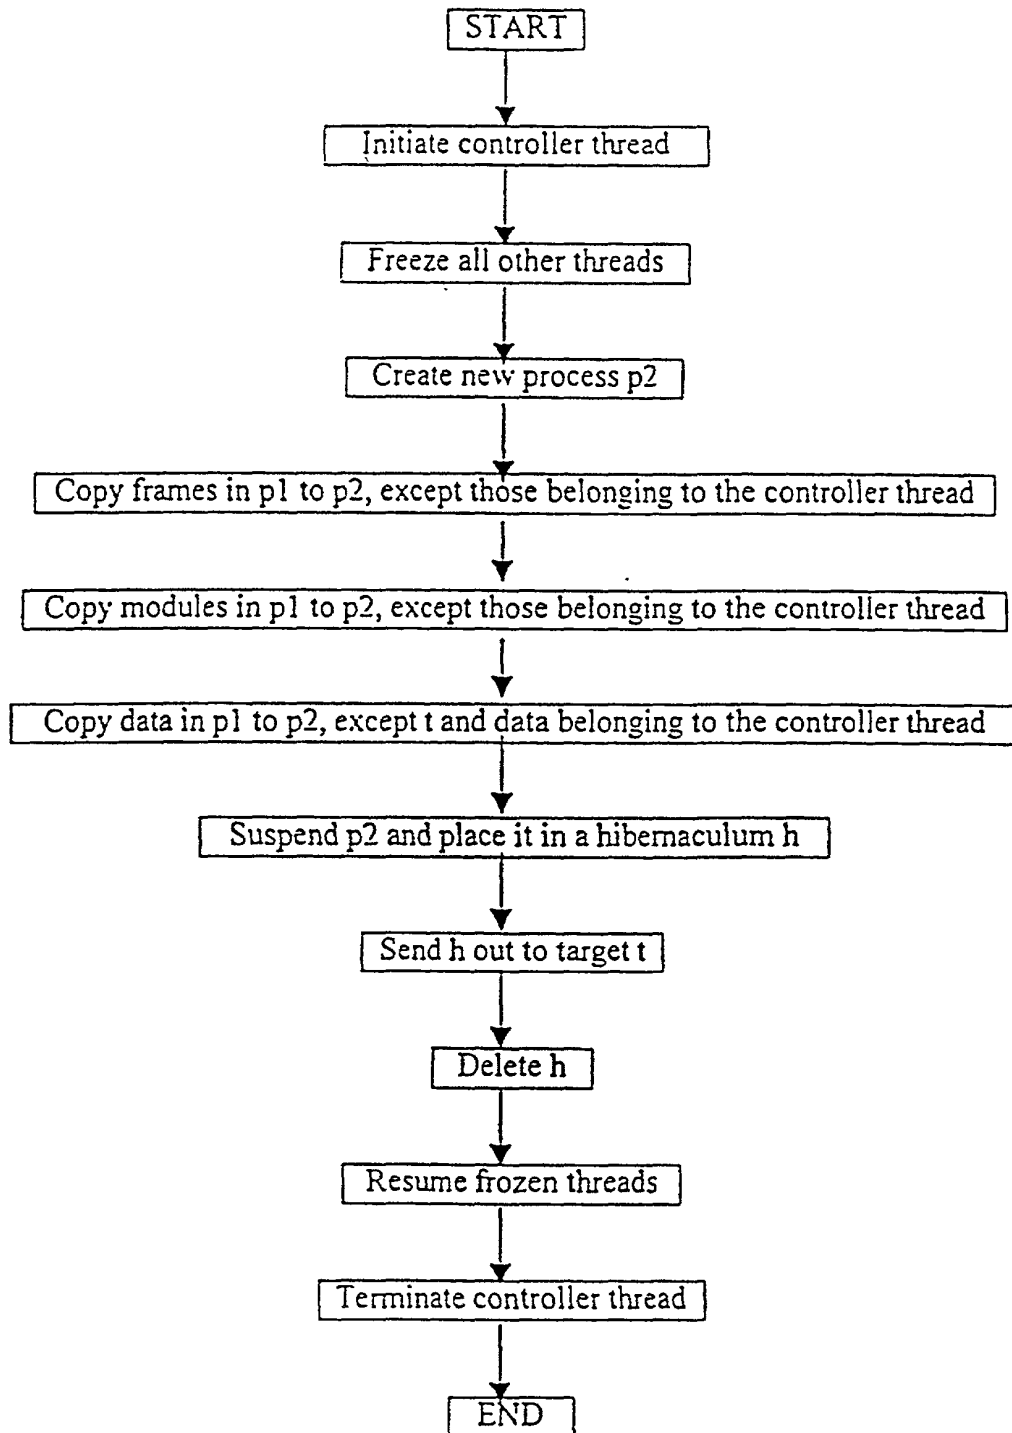 START
Initiate controller thread
Freeze all other threads
Create new process p2
Copy frames in p1 to p2, except those belonging to the controller thread
Copy modules in p1 to p2, except those belonging to the controller thread
Copy data in p1 to p2, except t and data belonging to the controller thread
Suspend p2 and place it in a hibernaculum h
Send h out to target t
Delete h
Resume frozen threads
Terminate controller thread
END